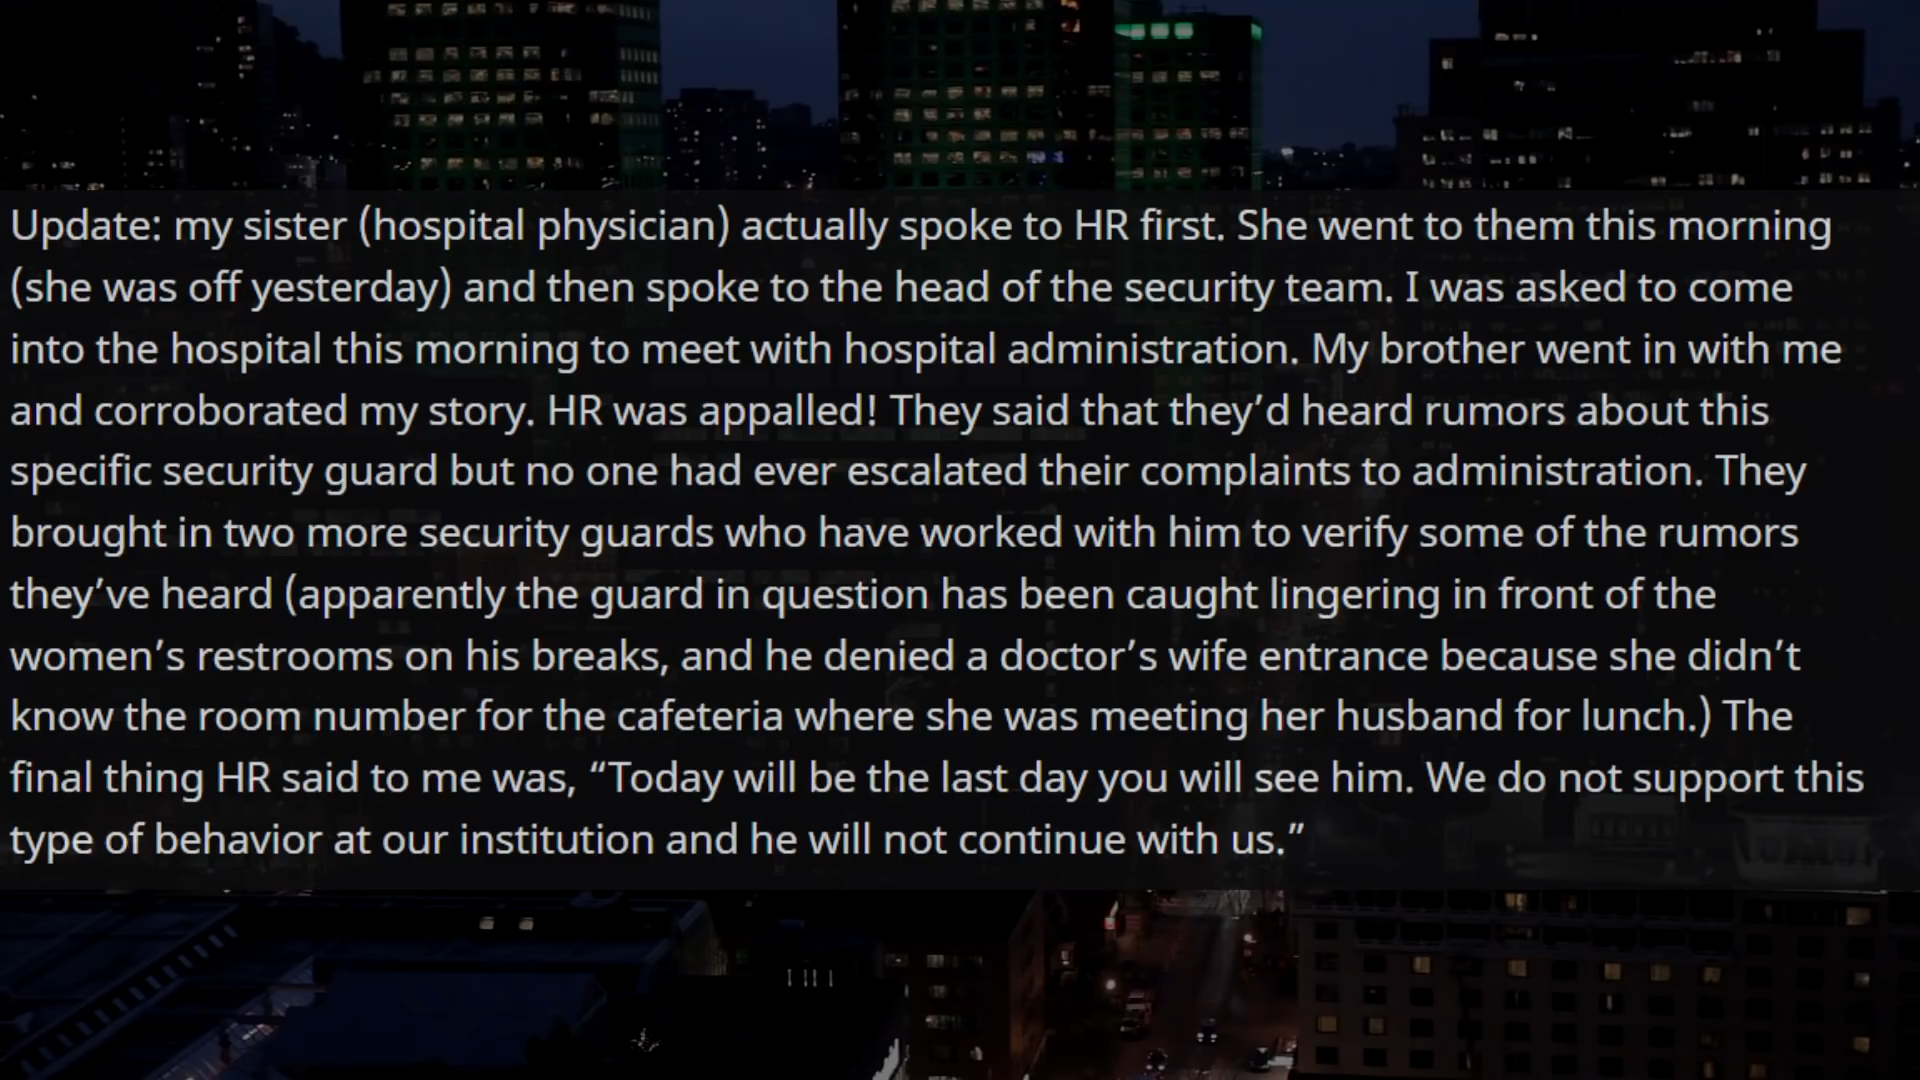 Update: my sister (hospital physician) actually spoke to HR first. She went to them this morning
(she was off yesterday) and then spoke to the head of the security team. I was asked to come
into the hospital this morning to meet with hospital administration. My brother went in with me
and corroborated my story. HR was appalled! They said that they’d heard rumors about this
specific security guard but no one had ever escalated their complaints to administration. They
brought in two more security guards who have worked with him to verify some of the rumors
they’ve heard (apparently the guard in question has been caught lingering in front of the
women’s restrooms on his breaks, and he denied a doctor’s wife entrance because she didn’t
know the room number for the cafeteria where she was meeting her husband for lunch.) The
final thing HR said to me was, “Today will be the last day you will see him. We do not support this
type of behavior at our institution and he will not continue with us.”